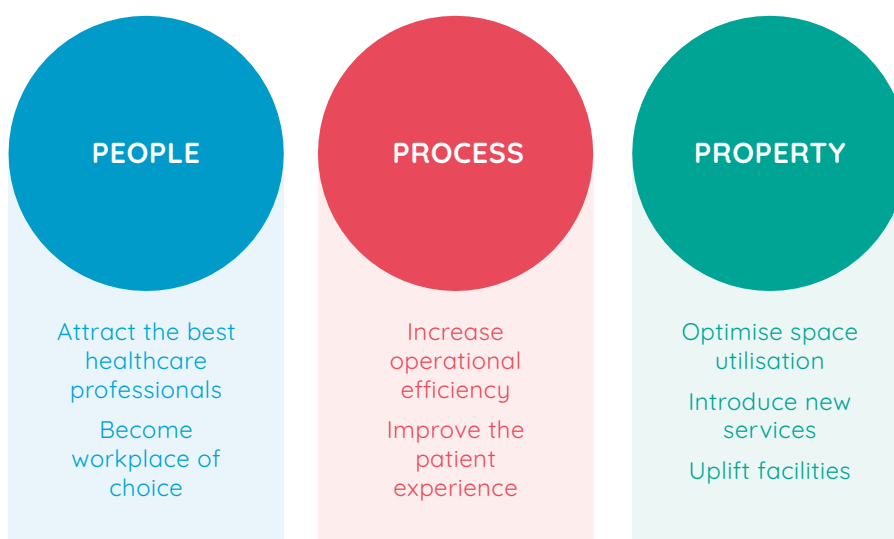 PEOPLE
Attract the best
healthcare
professionals
Become
workplace of
choice
PROCESS
Increase
operational
efficiency
Improve the
patient
experience
PROPERTY
Optimise space
utilisation
Introduce new
services
Uplift facilities